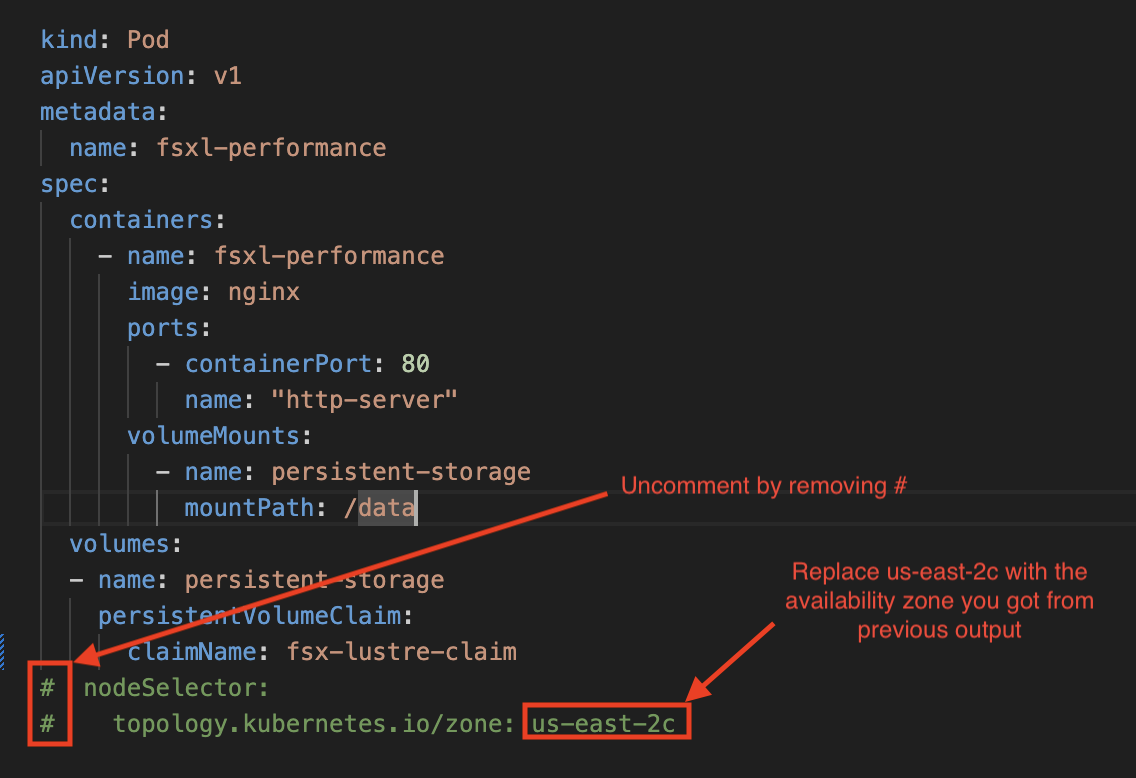 kind: Pod
apiVersion: v1
metadata:
  name: fsxl-performance
spec:
  containers:
    - name: fsxl-performance
      image: nginx
      ports:
        - containerPort: 80
          name: "http-server"
      volumeMounts:
        - name: persistent-storage
          mountPath: /data
  volumes:
  - name: persistent-storage
    persistentVolumeClaim:
      claimName: fsx-lustre-claim
#  nodeSelector:
#    topology.kubernetes.io/zone: us-east-2c
Uncomment by removing #
Replace us-east-2c with the
availability zone you got from
previous output